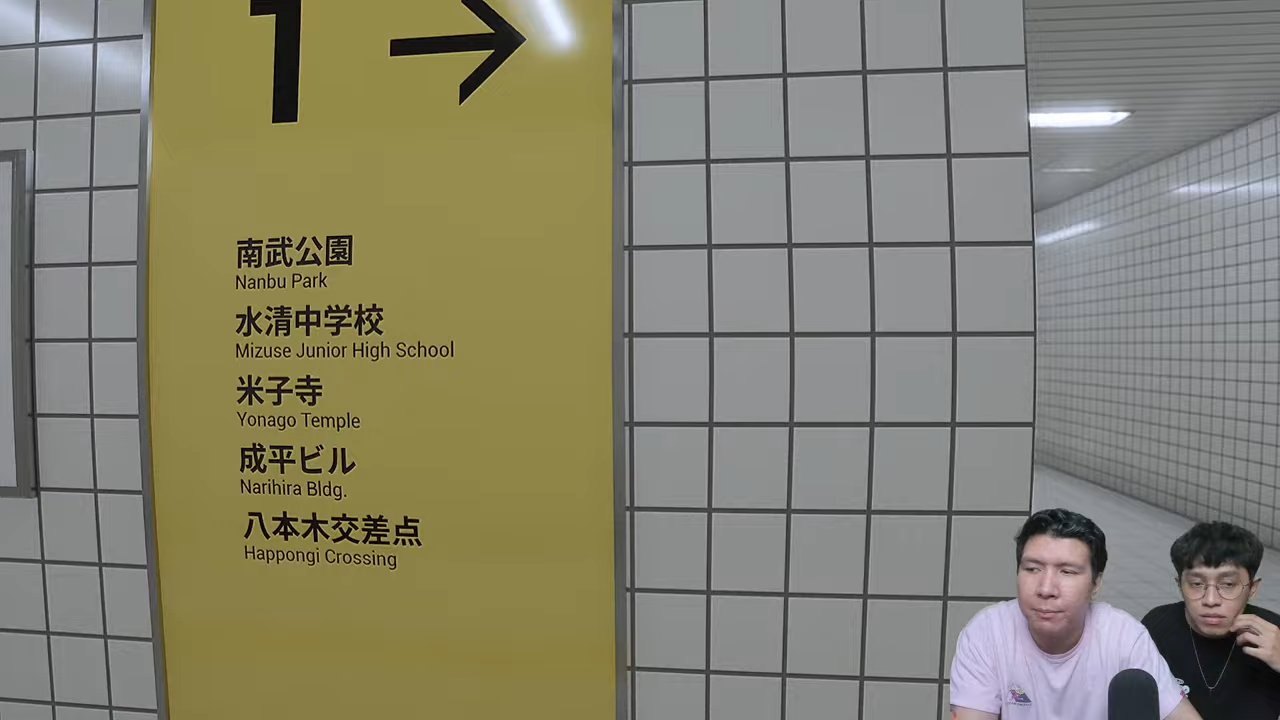 1 →
南武公園
Nanbu Park
水清中学校
Mizuse Junior High School
米子寺
Yonago Temple
成平ビル
Narihira Bldg.
八本木交差点
Happongi Crossing